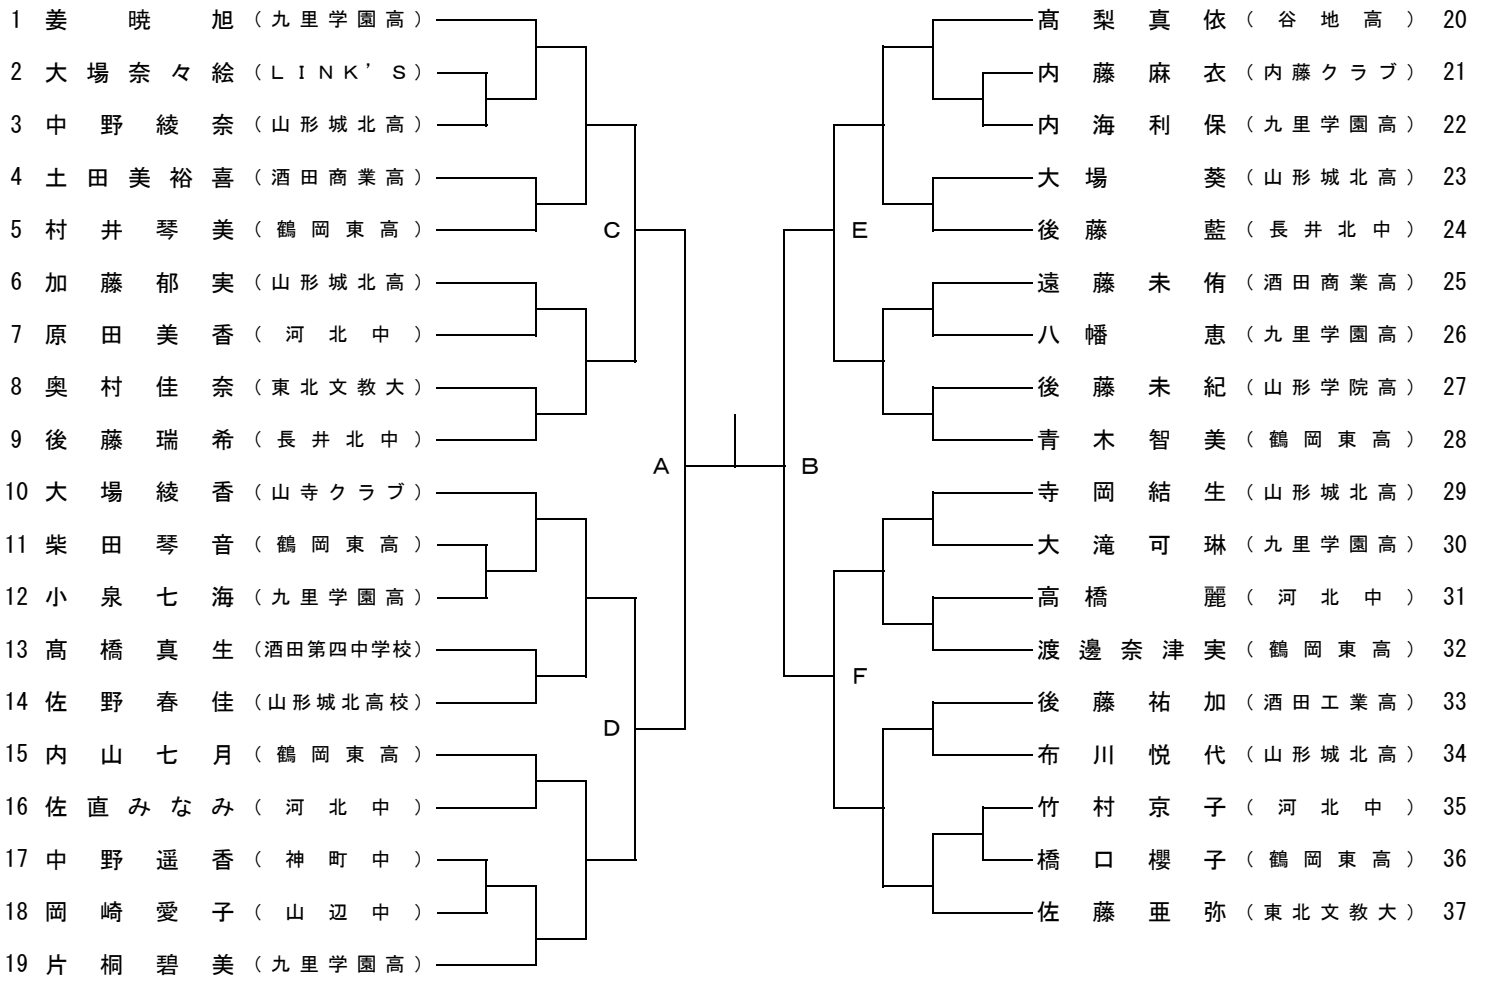 1 姜暁旭 （九里学園高）
2 大場奈々絵 （ＬＩＮＫ’Ｓ）
3 中野綾奈 （山形城北高）
4 土田美裕喜 （酒田商業高）
5 村井琴美 （鶴岡東高）
6 加藤郁実 （山形城北高）
7 原田美香 （河北中）
8 奥村佳奈 （東北文教大）
9 後藤瑞希 （長井北中）
10 大場綾香 （山寺クラブ）
11 柴田琴音 （鶴岡東高）
12 小泉七海 （九里学園高）
13 髙橋真生 （酒田第四中学校）
14 佐野春佳 （山形城北高校）
15 内山七月 （鶴岡東高）
16 佐直みなみ （河北中）
17 中野遥香 （神町中）
18 岡崎愛子 （山辺中）
19 片桐碧美 （九里学園高）
C
A
D
E
B
F
髙梨真依 （谷地高） 20
内藤麻衣 （内藤クラブ） 21
内海利保 （九里学園高） 22
大場葵 （山形城北高） 23
後藤藍 （長井北中） 24
遠藤未侑 （酒田商業高） 25
八幡恵 （九里学園高） 26
後藤未紀 （山形学院高） 27
青木智美 （鶴岡東高） 28
寺岡結生 （山形城北高） 29
大滝可琳 （九里学園高） 30
高橋麗 （河北中） 31
渡邊奈津実 （鶴岡東高） 32
後藤祐加 （酒田工業高） 33
布川悦代 （山形城北高） 34
竹村京子 （河北中） 35
橋口櫻子 （鶴岡東高） 36
佐藤亜弥 （東北文教大） 37